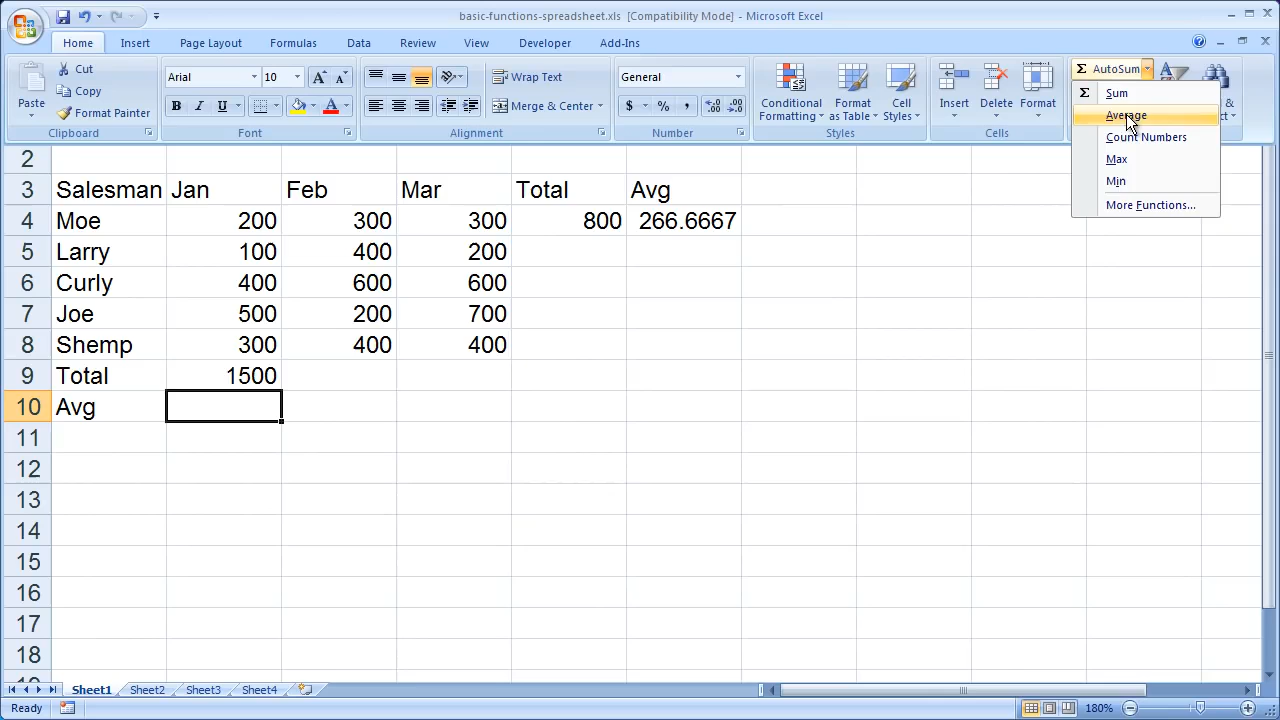 basic-functions-spreadsheet.xls [Compatibility Mo... - Microsoft Excel
Home Insert Page Layout Formulas Data Review View Developer Add-Ins
Paste
Cut
Copy
Format Painter
Clipboard
Arial 10
B I U
Font
Wrap Text
Merge & Center
Alignment
General
$ % ,
Number
Conditional Formatting
Format as Table
Cell Styles
Styles
Insert
Delete
Format
Cells
Σ AutoSum
Σ Sum
Average
Count Numbers
Max
Min
More Functions...
2
3 Salesman Jan Feb Mar Total Avg
4 Moe 200 300 300 800 266.6667
5 Larry 100 400 200
6 Curly 400 600 600
7 Joe 500 200 700
8 Shemp 300 400 400
9 Total 1500
10 Avg
11
12
13
14
15
16
17
18
Sheet1 Sheet2 Sheet3 Sheet4
Ready 180%